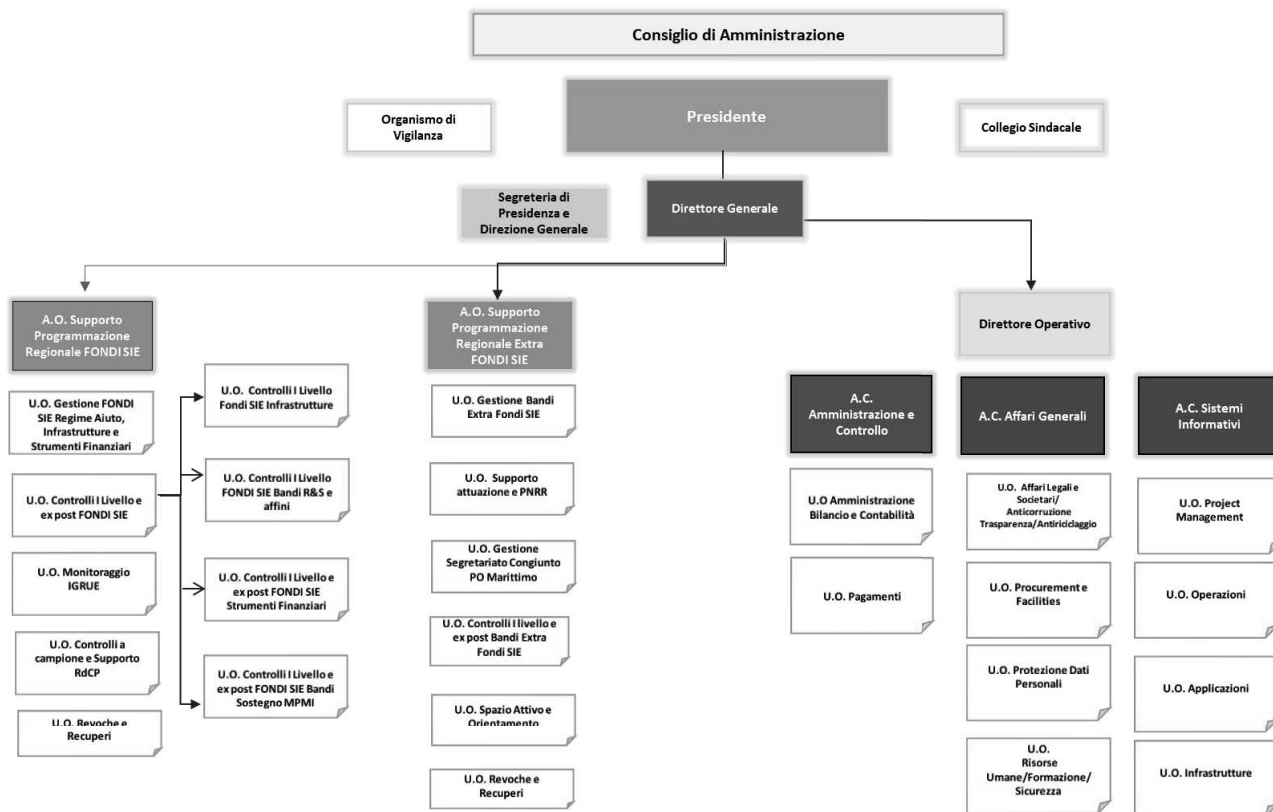 Consiglio di Amministrazione
Organismo di
Vigilanza
Presidente
Collegio Sindacale
Segreteria di
Presidenza e
Direzione Generale
Direttore Generale
A.O. Supporto
Programmazione
Regionale FONDI SIE
A.O. Supporto
Programmazione
Regionale Extra
FONDI SIE
Direttore Operativo
U.O. Gestione FONDI
SIE Regime Aiuto,
Infrastrutture e
Strumenti Finanziari
U.O. Controlli I Livello e
ex post FONDI SIE
U.O. Monitoraggio
IGRUE
U.O. Controlli a
campione e Supporto
RdCP
U.O. Revoche e
Recuperi
U.O. Controlli I Livello
Fondi SIE Infrastrutture
U.O. Controlli I Livello
FONDI SIE Bandi R&S e
affini
U.O. Controlli I Livello e
ex post FONDI SIE
Strumenti Finanziari
U.O. Controlli I Livello e
ex post FONDI SIE Bandi
Sostegno MPMI
U.O. Gestione Bandi
Extra Fondi SIE
U.O. Supporto
attuazione e PNRR
U.O. Gestione
Segretariato Congiunto
PO Marittimo
U.O. Controlli I livello e
ex post Bandi Extra
Fondi SIE
U.O. Spazio Attivo e
Orientamento
U.O. Revoche e
Recuperi
A.C.
Amministrazione e
Controllo
U.O Amministrazione
Bilancio e Contabilità
U.O. Pagamenti
A.C. Affari Generali
U.O. Affari Legali e
Societari/
Anticorruzione
Trasparenza/Antiriciclaggio
U.O. Procurement e
Facilities
U.O. Protezione Dati
Personali
U.O.
Risorse
Umane/Formazione/
Sicurezza
A.C. Sistemi
Informativi
U.O. Project
Management
U.O. Operazioni
U.O. Applicazioni
U.O. Infrastrutture